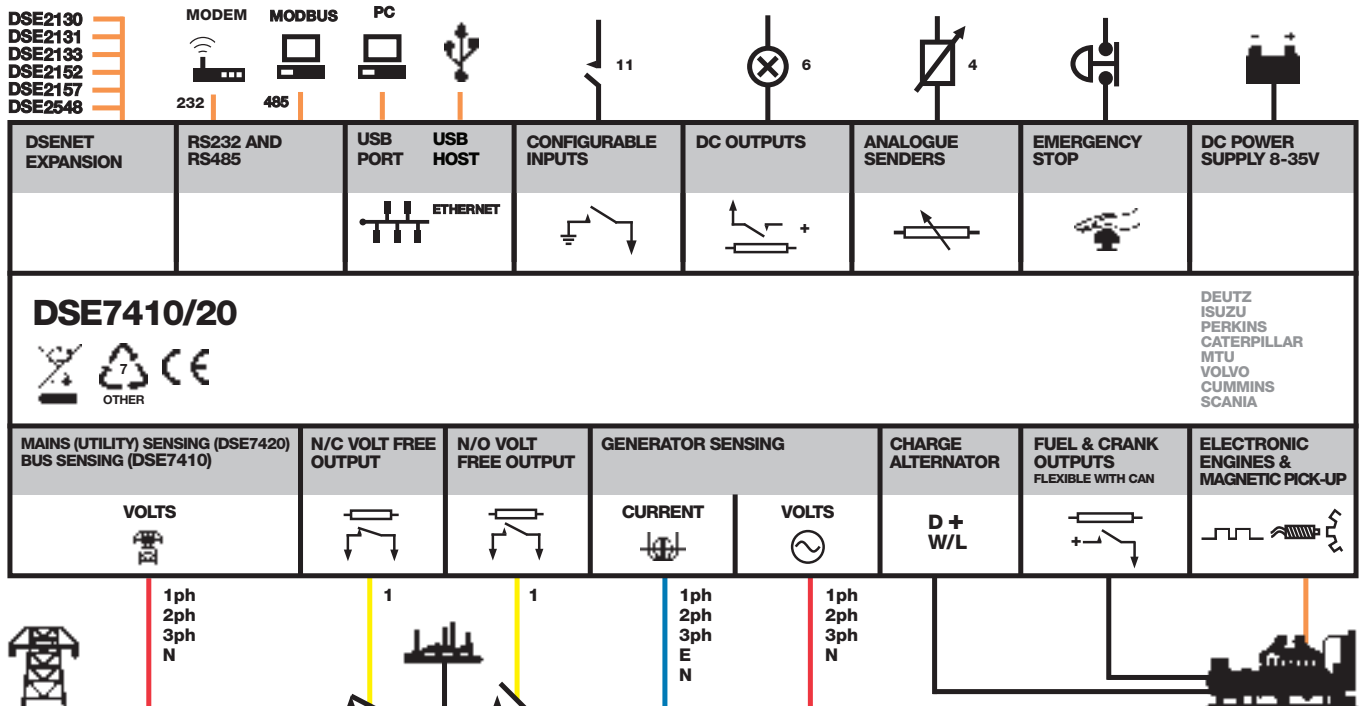 DSE2130
DSE2131
DSE2133
DSE2152
DSE2157
DSE2548
MODEM
MODBUS
PC
232
485
11
6
4
- +
DSENET
EXPANSION
RS232 AND
RS485
USB
PORT
USB
HOST
CONFIGURABLE
INPUTS
DC OUTPUTS
ANALOGUE
SENDERS
EMERGENCY
STOP
DC POWER
SUPPLY 8-35V
ETHERNET
+
DSE7410/20
7
OTHER
CE
DEUTZ
ISUZU
PERKINS
CATERPILLAR
MTU
VOLVO
CUMMINS
SCANIA
MAINS (UTILITY) SENSING (DSE7420)
BUS SENSING (DSE7410)
N/C VOLT FREE
OUTPUT
N/O VOLT
FREE OUTPUT
GENERATOR SENSING
CHARGE
ALTERNATOR
FUEL & CRANK
OUTPUTS
FLEXIBLE WITH CAN
ELECTRONIC
ENGINES &
MAGNETIC PICK-UP
VOLTS
CURRENT
VOLTS
D +
W/L
+
1ph
2ph
3ph
N
1
1
1ph
2ph
3ph
E
N
1ph
2ph
3ph
N